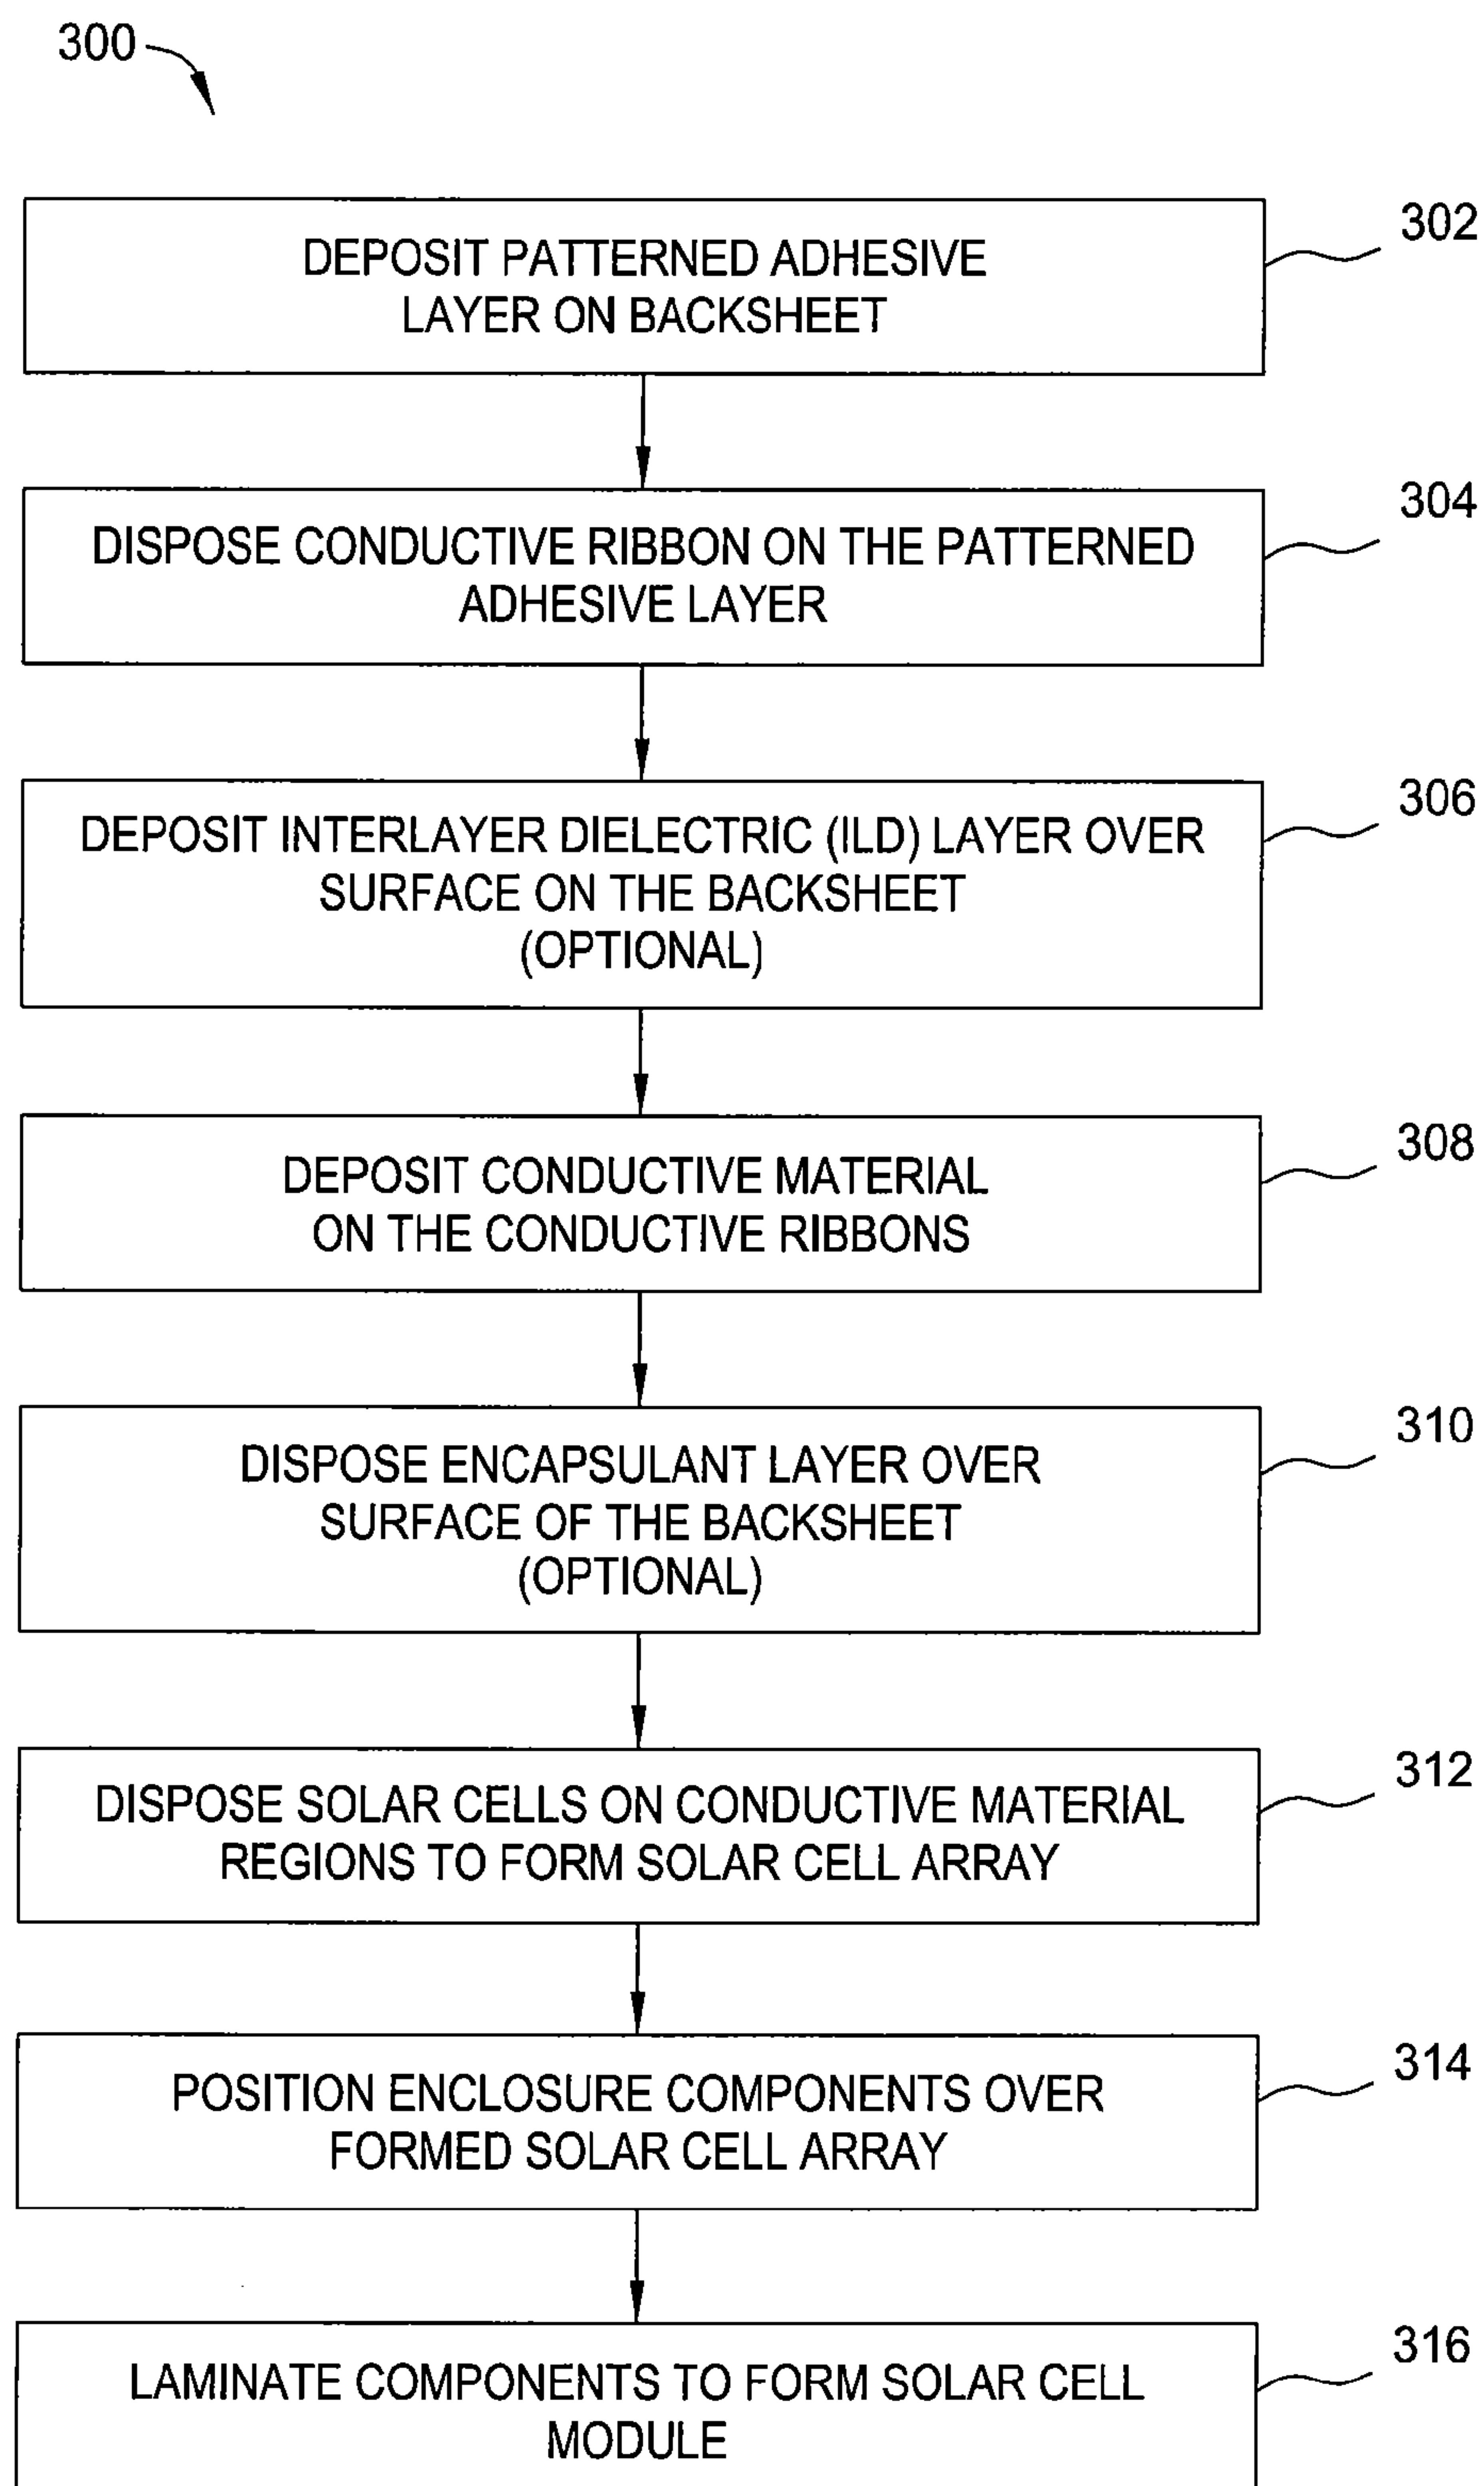 300
302
DEPOSIT PATTERNED ADHESIVE
LAYER ON BACKSHEET
304
DISPOSE CONDUCTIVE RIBBON ON THE PATTERNED
ADHESIVE LAYER
306
DEPOSIT INTERLAYER DIELECTRIC (ILD) LAYER OVER
SURFACE ON THE BACKSHEET
(OPTIONAL)
308
DEPOSIT CONDUCTIVE MATERIAL
ON THE CONDUCTIVE RIBBONS
310
DISPOSE ENCAPSULANT LAYER OVER
SURFACE OF THE BACKSHEET
(OPTIONAL)
312
DISPOSE SOLAR CELLS ON CONDUCTIVE MATERIAL
REGIONS TO FORM SOLAR CELL ARRAY
314
POSITION ENCLOSURE COMPONENTS OVER
FORMED SOLAR CELL ARRAY
316
LAMINATE COMPONENTS TO FORM SOLAR CELL
MODULE